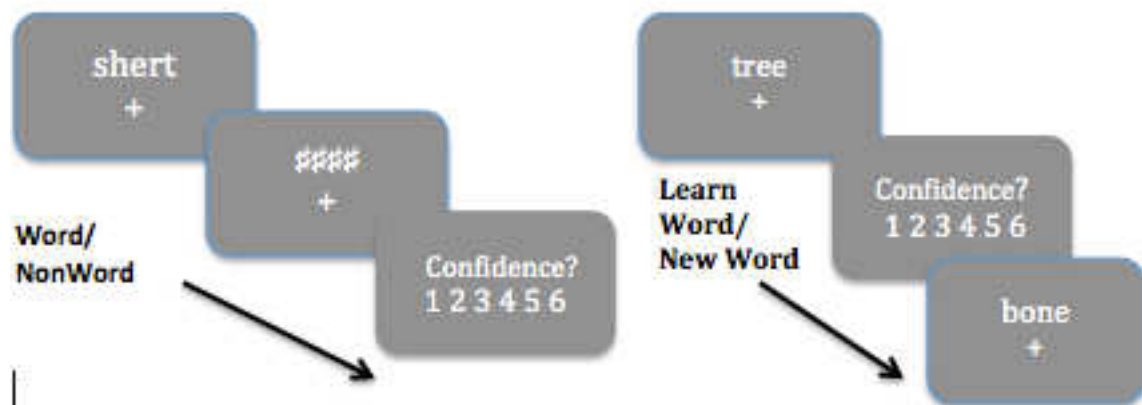 shert
+
♯♯♯♯
+
Confidence?
1 2 3 4 5 6
Word/
NonWord
tree
+
Confidence?
1 2 3 4 5 6
bone
+
Learn
Word/
New Word